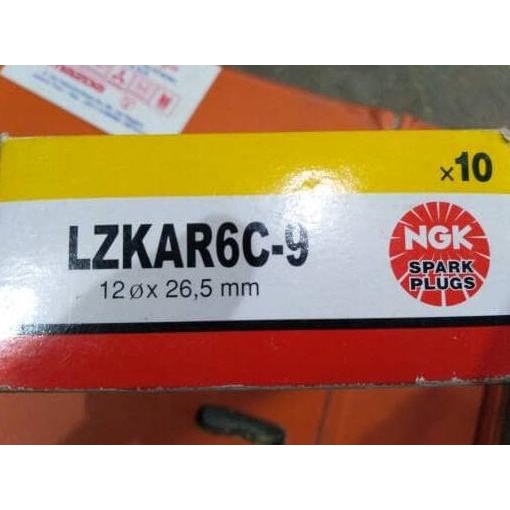 x10
LZKAR6C-9
12 ø x 26,5 mm
NGK
SPARK
PLUGS